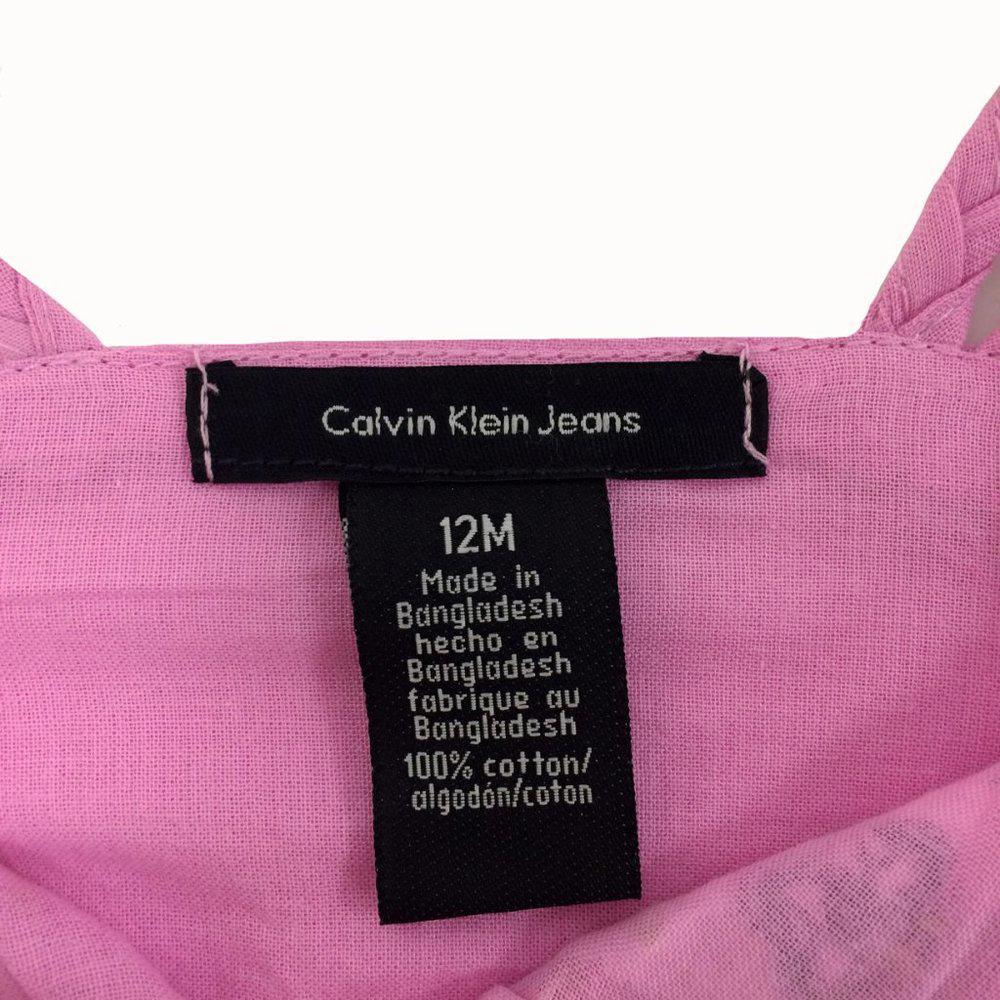 Calvin Klein Jeans
12M
Made in
Bangladesh
hecho en
Bangladesh
fabrique au
Bangladesh
100% cotton/
algodón/coton